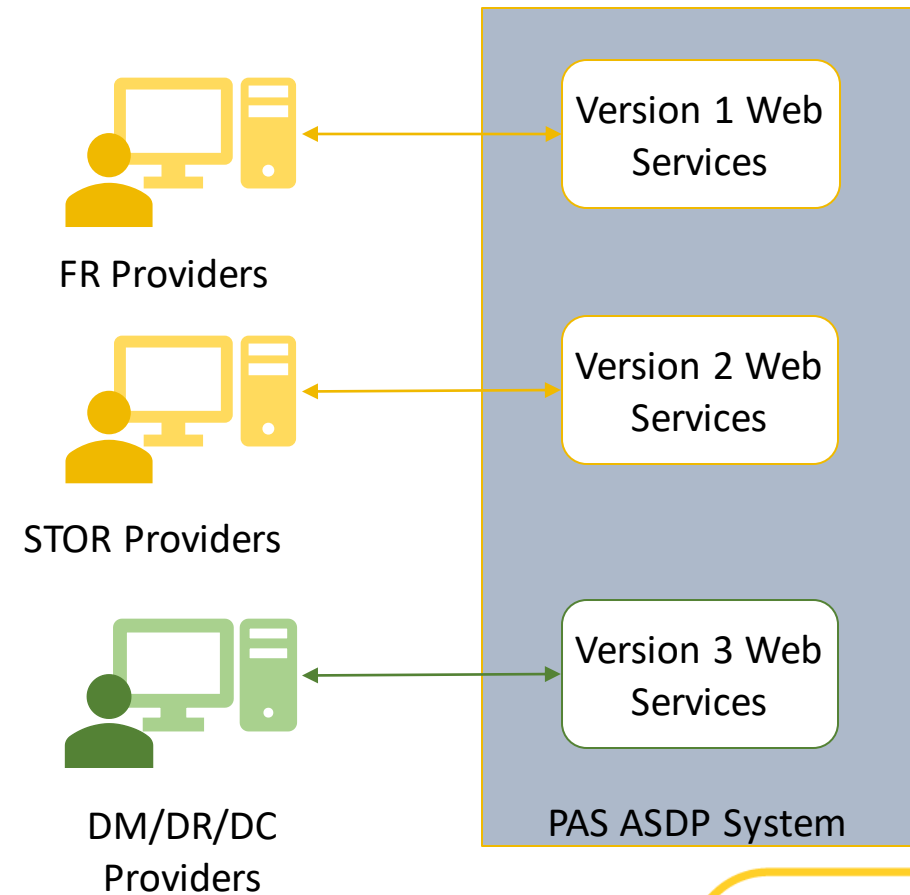 Version 1 Web
Services
FR Providers
Version 2 Web
Services
STOR Providers
Version 3 Web
Services
DM/DR/DC
Providers
PAS ASDP System